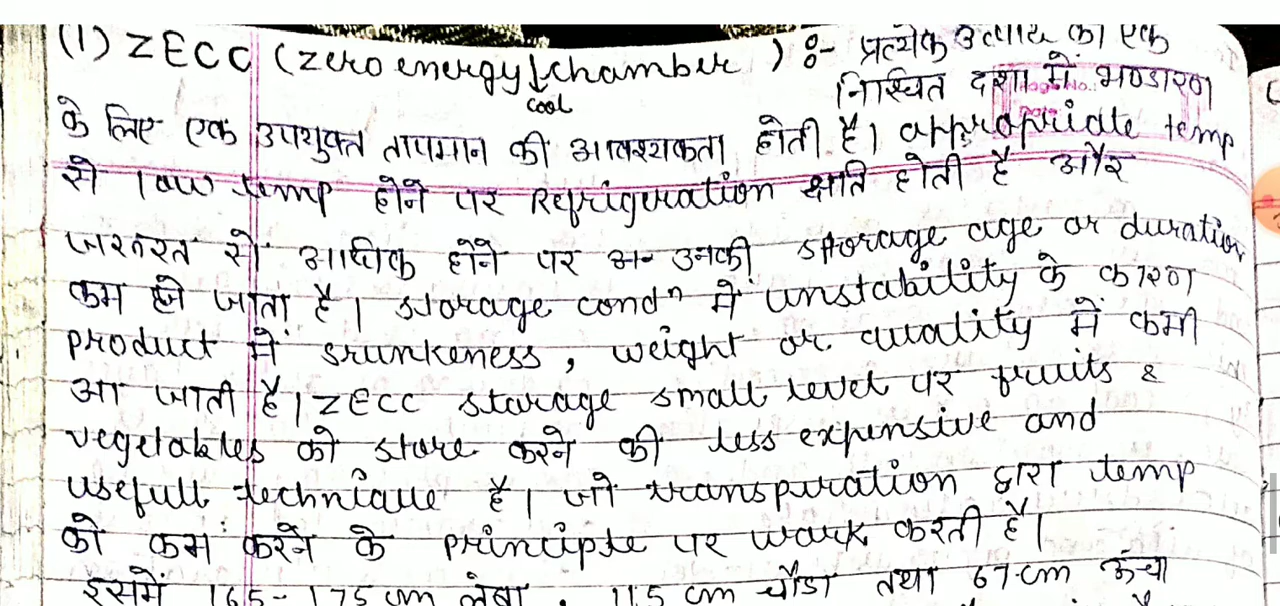 (1) ZECC (zero energy cool chamber) :- प्रत्येक उत्पाद का एक
निश्चित दशा में भण्डारण
के लिए एक उपयुक्त तापमान की आवश्यकता होती है। appropriate temp
से low temp होने पर Refrigeration क्षति होती है और
जरूरत से अधिक होने पर उनकी storage age or duration
कम हो जाता है। storage condⁿ में unstability के कारण
product में srunkeness, weight or quality में कमी
आ जाती है। ZECC storage small level पर fruits &
vegetables को store करने की less expensive and
usefull technique है। जो transpiration द्वारा temp
को कम करने के principle पर work करती है।
इसमें 165-175 cm लंबा, 115 cm चौडा तथा 67 cm ऊंचा